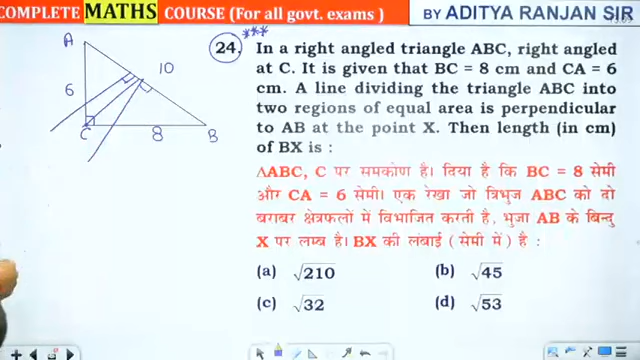 COMPLETE MATHS COURSE (For all govt. exams)
BY ADITYA RANJAN SIR
***
24. In a right angled triangle ABC, right angled
at C. It is given that BC = 8 cm and CA = 6
cm. A line dividing the triangle ABC into
two regions of equal area is perpendicular
to AB at the point X. Then length (in cm)
of BX is :
∆ABC, C पर समकोण है। दिया है कि BC = 8 सेमी
और CA = 6 सेमी। एक रेखा जो त्रिभुज ABC को दो
बराबर क्षेत्रफलों में विभाजित करती है, भुजा AB के बिन्दु
X पर लम्ब है। BX की लंबाई ( सेमी में ) है :
(a) √210 (b) √45
(c) √32 (d) √53
A
10
6
C 8 B